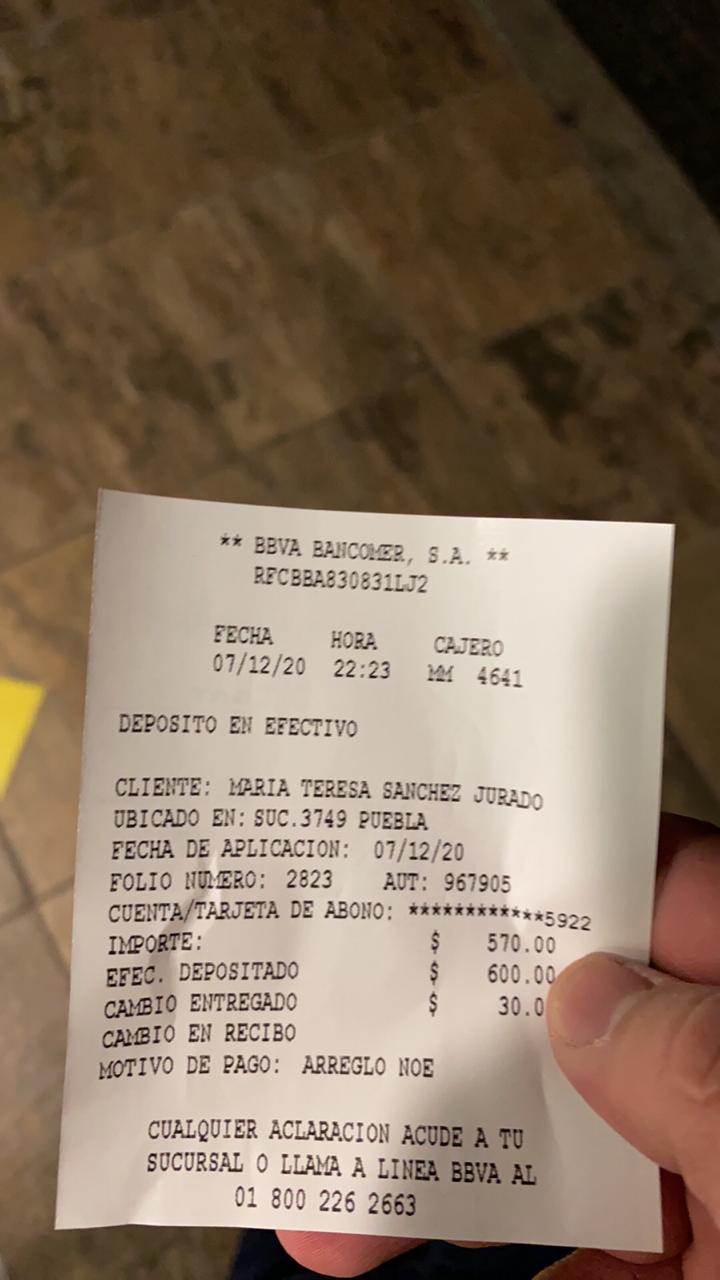 ** BBVA BANCOMER, S.A. **
RFCBBA830831LJ2
FECHA HORA CAJERO
07/12/20 22:23 MM 4641
DEPOSITO EN EFECTIVO
CLIENTE: MARIA TERESA SANCHEZ JURADO
UBICADO EN: SUC.3749 PUEBLA
FECHA DE APLICACION: 07/12/20
FOLIO NUMERO: 2823 AUT: 967905
CUENTA/TARJETA DE ABONO: ************5922
IMPORTE: $ 570.00
EFEC. DEPOSITADO $ 600.00
CAMBIO ENTREGADO $ 30.0
CAMBIO EN RECIBO
MOTIVO DE PAGO: ARREGLO NOE
CUALQUIER ACLARACION ACUDE A TU
SUCURSAL O LLAMA A LINEA BBVA AL
01 800 226 2663